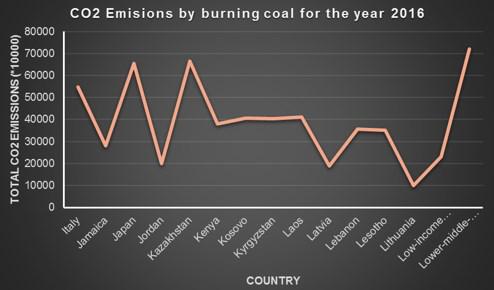 CO2 Emisions by burning coal for the year 2016
TOTAL CO2 EMISSIONS (*10000)
80000
70000
60000
50000
40000
30000
20000
10000
0
Italy
Jamaica
Japan
Jordan
Kazakhstan
Kenya
Kosovo
Kyrgyzstan
Laos
Latvia
Lebanon
Lesotho
Lithuania
Low-income…
Lower-middle-…
COUNTRY